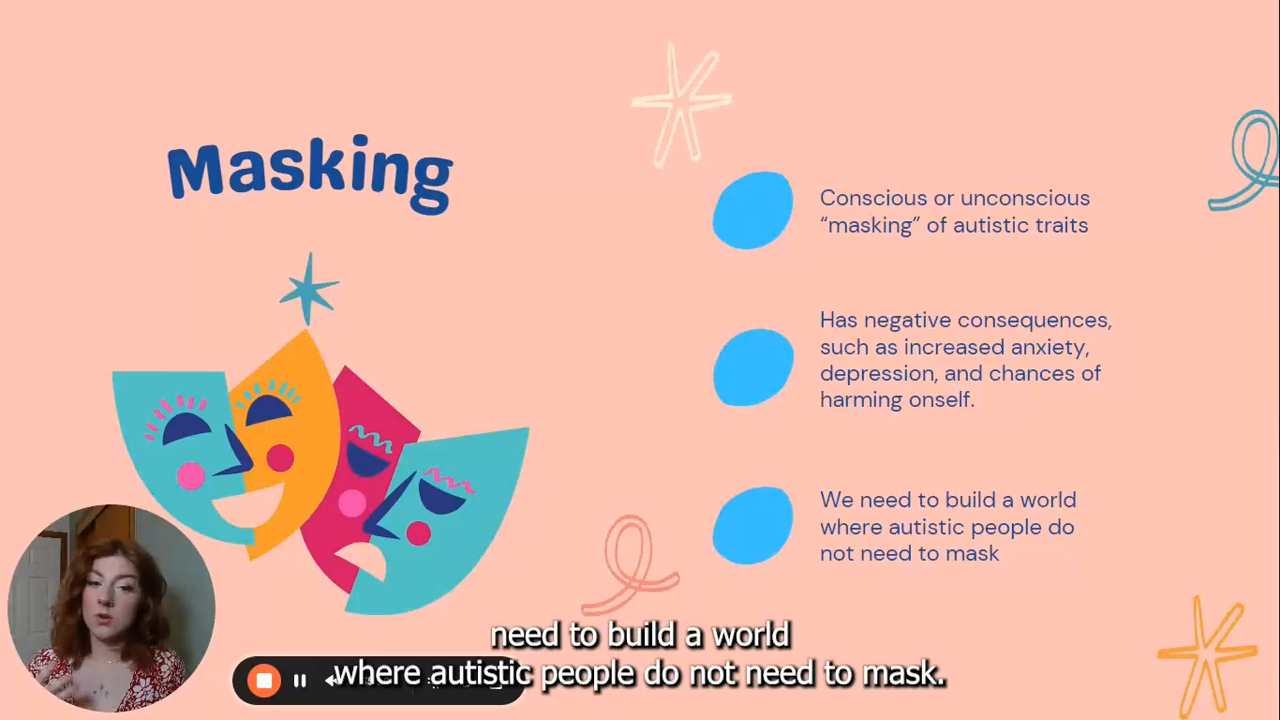 Masking
Conscious or unconscious
“masking” of autistic traits
Has negative consequences,
such as increased anxiety,
depression, and chances of
harming onself.
We need to build a world
where autistic people do
not need to mask
need to build a world
where autistic people do not need to mask.